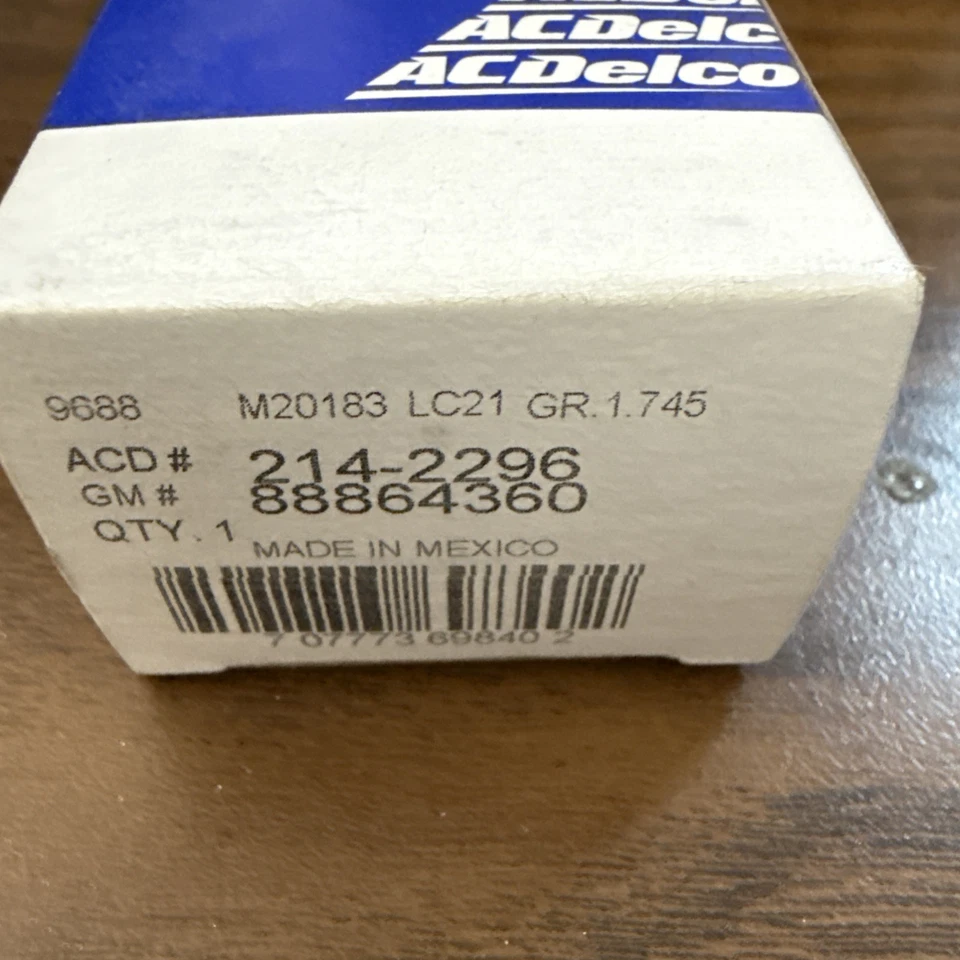 ACDelc
ACDelco
9688 M20183 LC21 GR.1.745
ACD # 214-2296
GM # 88864360
QTY. 1
MADE IN MEXICO
7 07773 69840 2